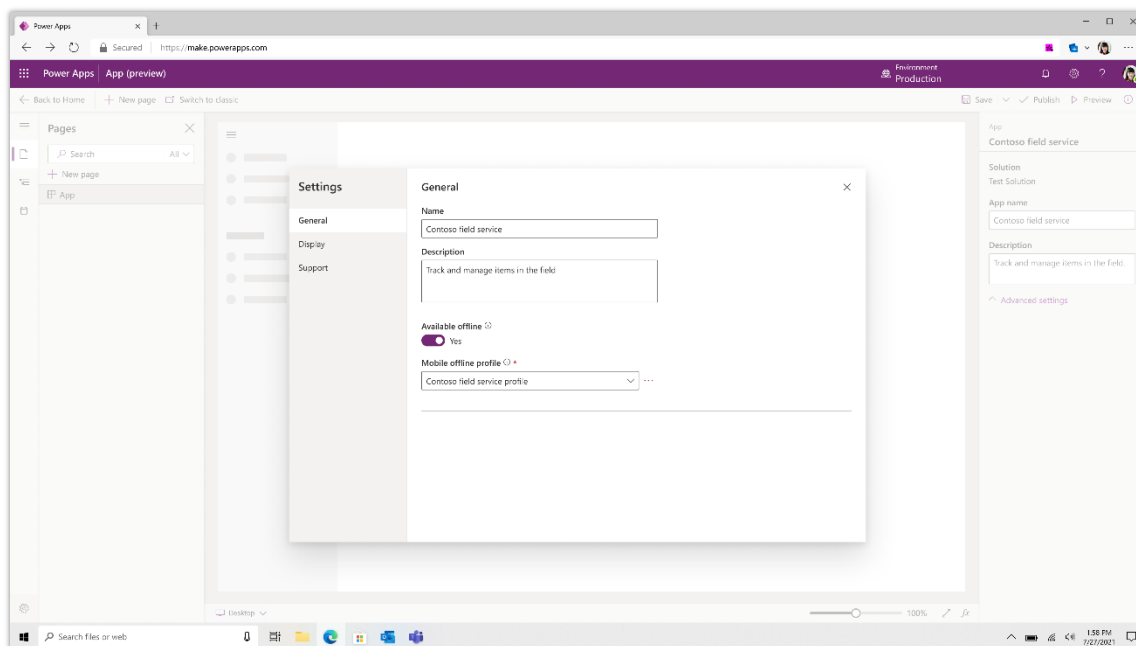 Power Apps
Secured https://make.powerapps.com
Power Apps App (preview)
Environment
Production
Back to Home New page Switch to classic
Save Publish Preview
Pages
Search All
New page
App
Settings
General
Display
Support
General
Name
Contoso field service
Description
Track and manage items in the field
Available offline
Yes
Mobile offline profile *
Contoso field service profile
App
Contoso field service
Solution
Test Solution
App name
Contoso field service
Description
Track and manage items in the field.
Advanced settings
Desktop
100%
Search files or web
1:58 PM
7/27/2021